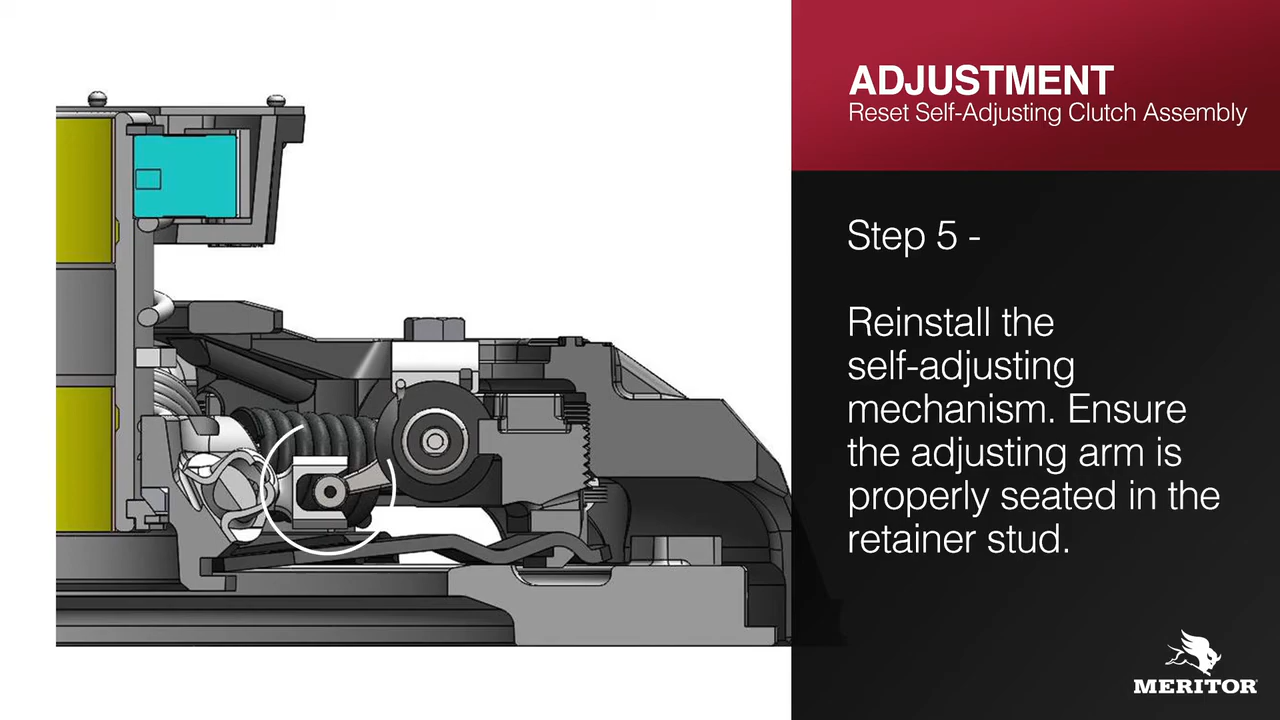 ADJUSTMENT
Reset Self-Adjusting Clutch Assembly
Step 5 -
Reinstall the
self-adjusting
mechanism. Ensure
the adjusting arm is
properly seated in the
retainer stud.
MERITOR